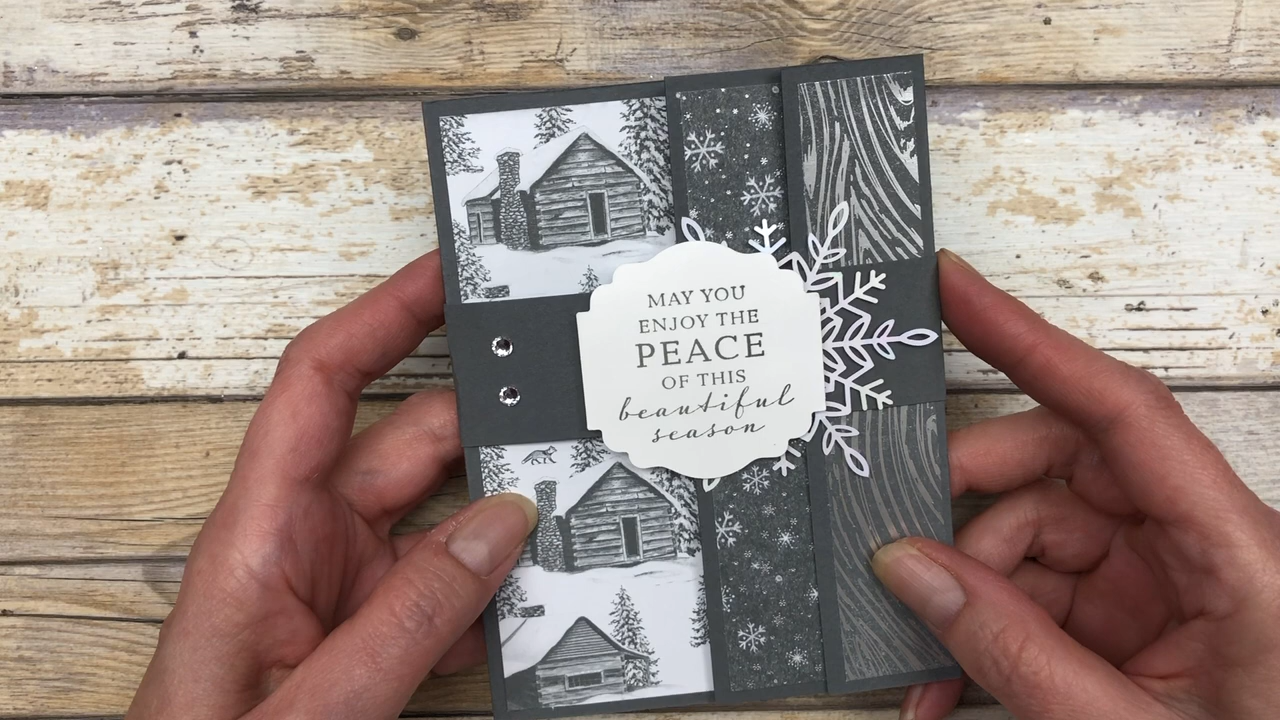 MAY YOU
ENJOY THE
PEACE
OF THIS
beautiful
season